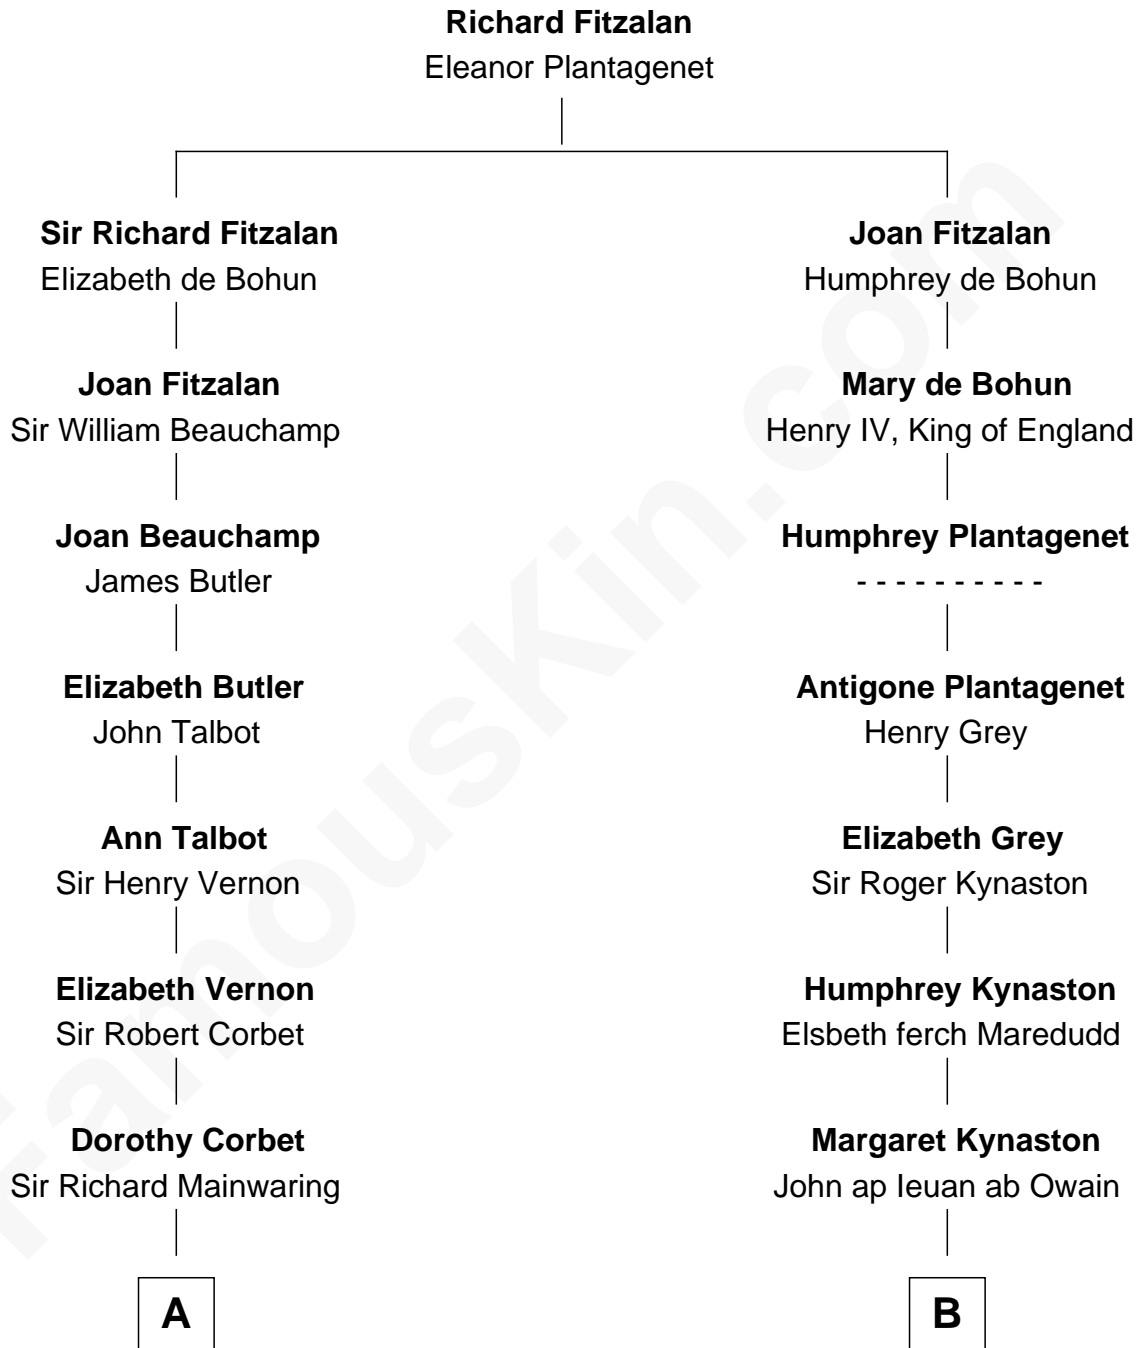 Richard Fitzalan
Eleanor Plantagenet
Sir Richard Fitzalan
Elizabeth de Bohun
Joan Fitzalan
Humphrey de Bohun
Joan Fitzalan
Sir William Beauchamp
Mary de Bohun
Henry IV, King of England
Joan Beauchamp
James Butler
Humphrey Plantagenet
- - - - - - - - - -
Elizabeth Butler
John Talbot
Antigone Plantagenet
Henry Grey
Ann Talbot
Sir Henry Vernon
Elizabeth Grey
Sir Roger Kynaston
Elizabeth Vernon
Sir Robert Corbet
Humphrey Kynaston
Elsbeth ferch Maredudd
Dorothy Corbet
Sir Richard Mainwaring
Margaret Kynaston
John ap Ieuan ab Owain
A
B
FamousKin.com